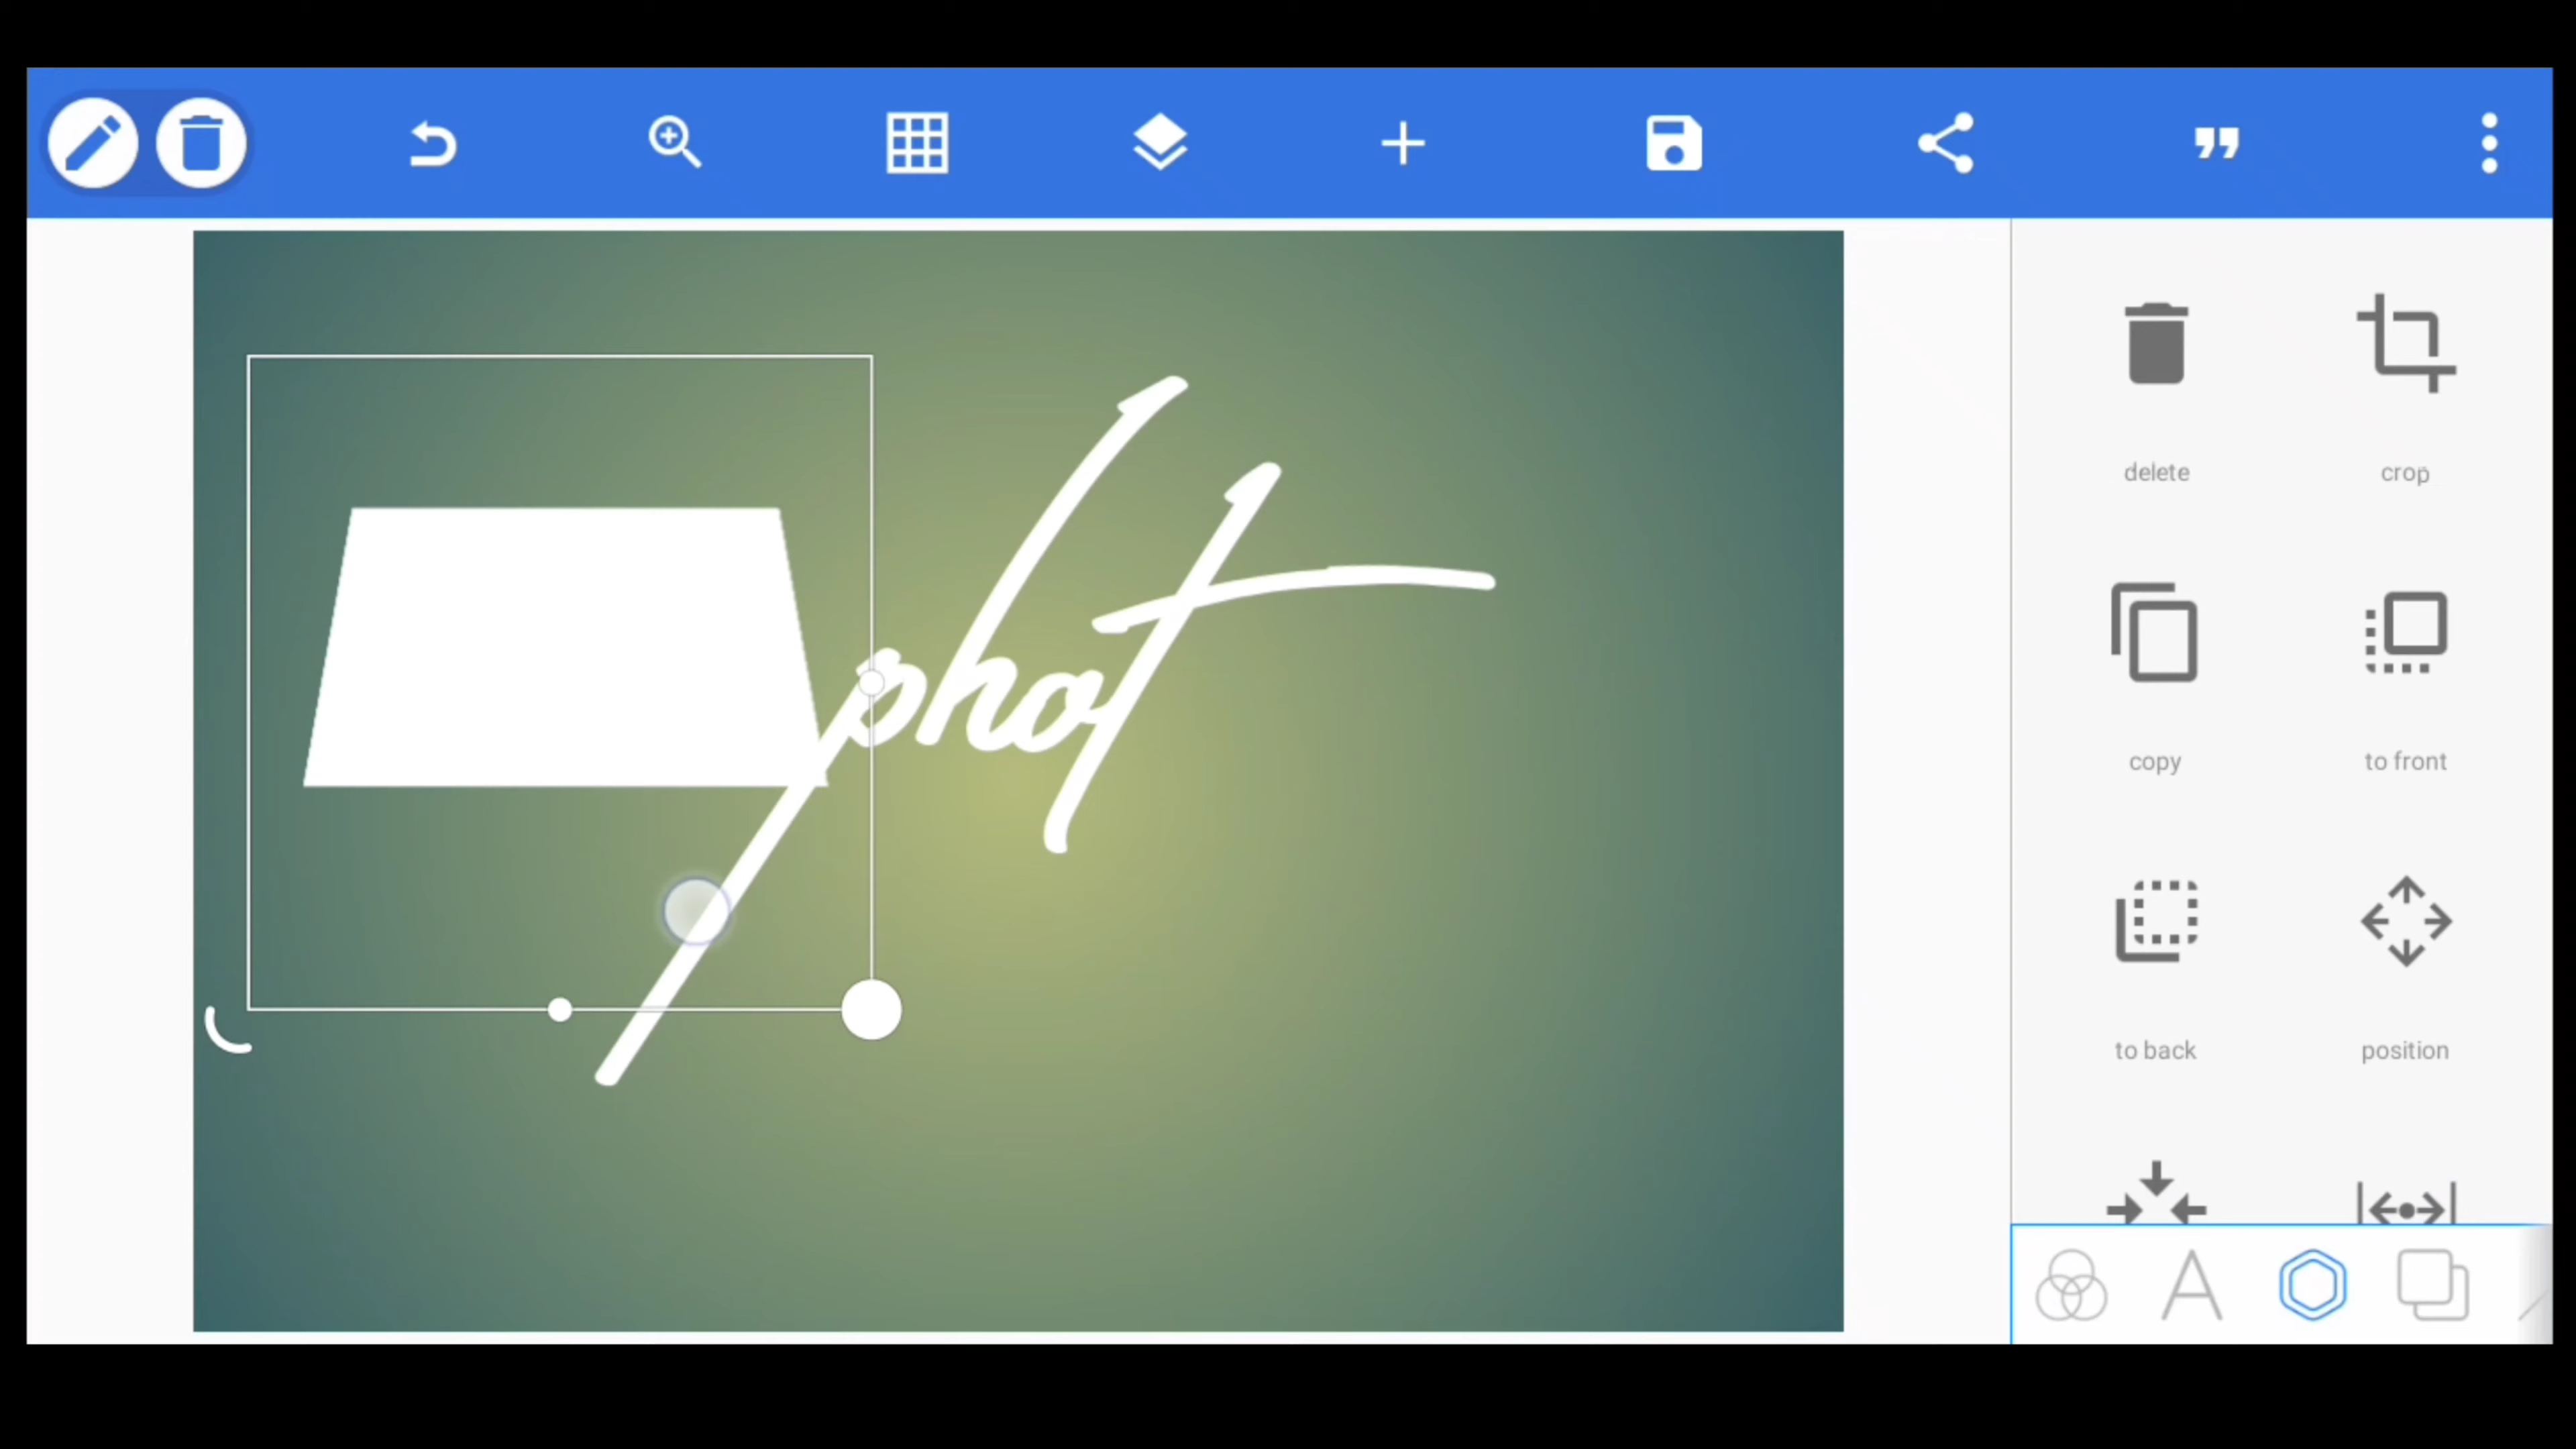 phot
delete
crop
copy
to front
to back
position